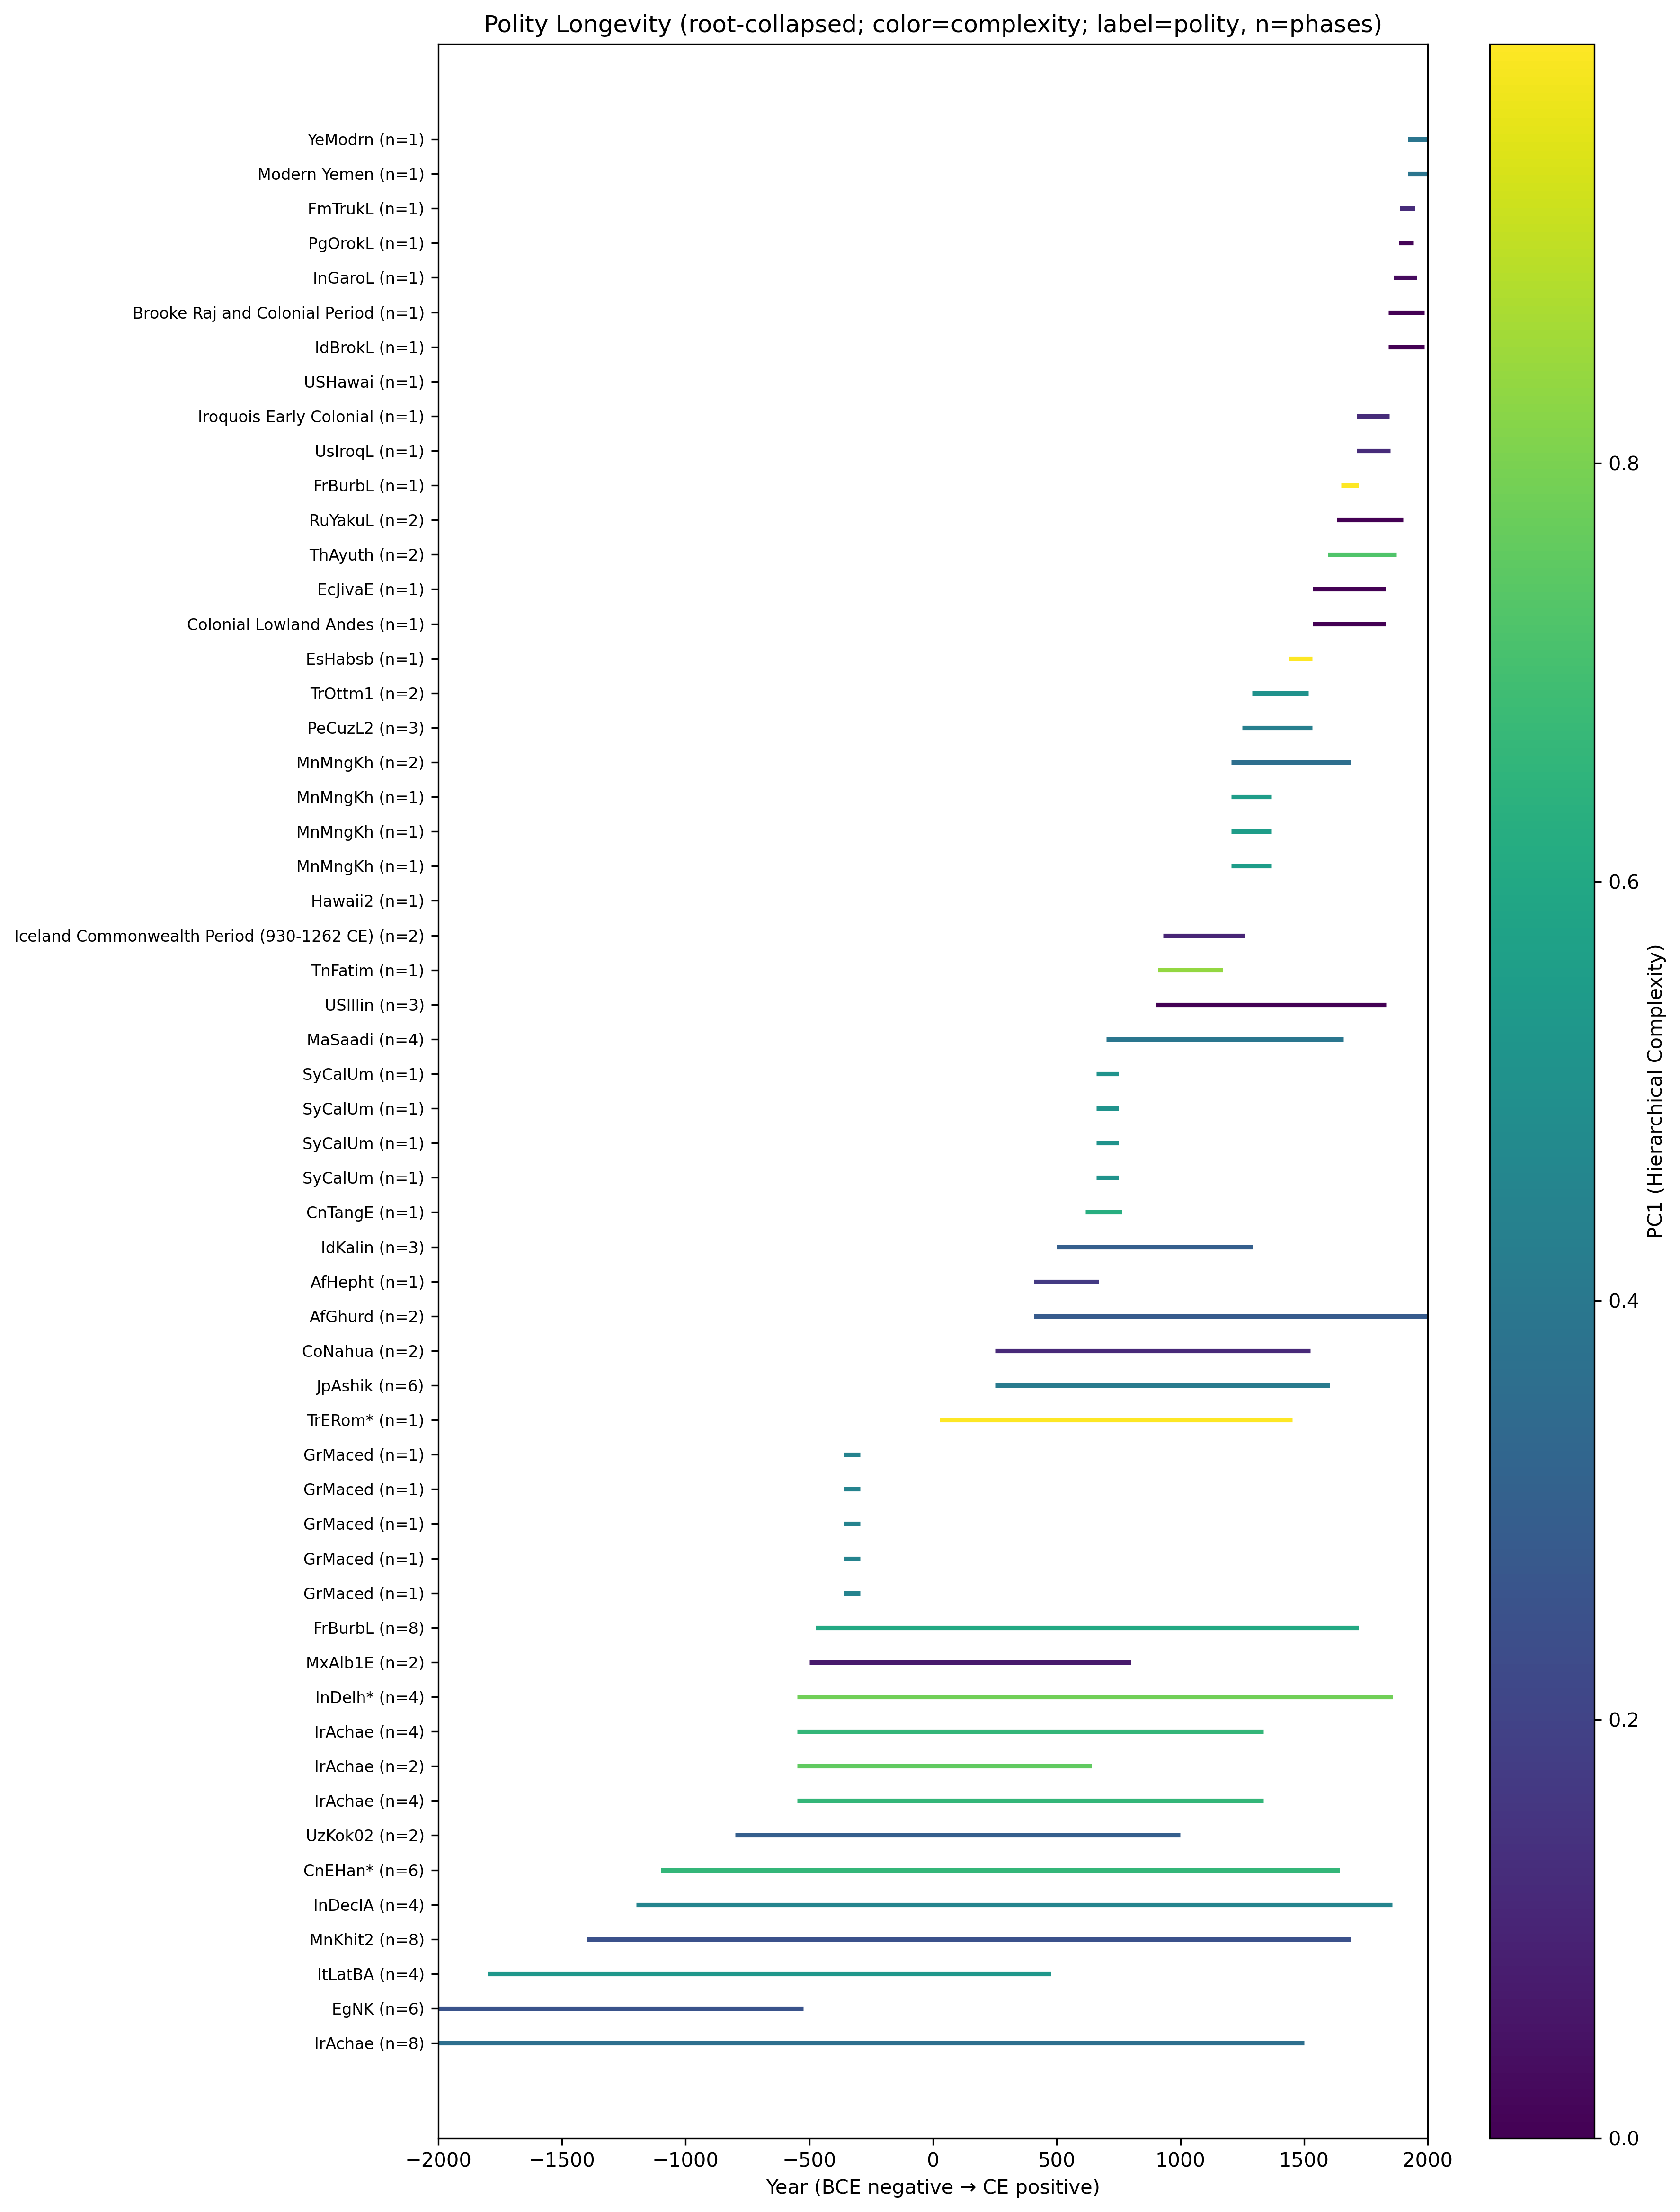 Polity Longevity (root-collapsed; color=complexity; label=polity, n=phases)
YeModrn (n=1)
Modern Yemen (n=1)
FmTrukL (n=1)
PgOrokL (n=1)
InGaroL (n=1)
Brooke Raj and Colonial Period (n=1)
IdBrokL (n=1)
USHawai (n=1)
Iroquois Early Colonial (n=1)
UsIroqL (n=1)
FrBurbL (n=1)
RuYakuL (n=2)
ThAyuth (n=2)
EcJivaE (n=1)
Colonial Lowland Andes (n=1)
EsHabsb (n=1)
TrOttm1 (n=2)
PeCuzL2 (n=3)
MnMngKh (n=2)
MnMngKh (n=1)
MnMngKh (n=1)
MnMngKh (n=1)
Hawaii2 (n=1)
Iceland Commonwealth Period (930-1262 CE) (n=2)
TnFatim (n=1)
USIllin (n=3)
MaSaadi (n=4)
SyCalUm (n=1)
SyCalUm (n=1)
SyCalUm (n=1)
SyCalUm (n=1)
CnTangE (n=1)
IdKalin (n=3)
AfHepht (n=1)
AfGhurd (n=2)
CoNahua (n=2)
JpAshik (n=6)
TrERom* (n=1)
GrMaced (n=1)
GrMaced (n=1)
GrMaced (n=1)
GrMaced (n=1)
GrMaced (n=1)
FrBurbL (n=8)
MxAlb1E (n=2)
InDelh* (n=4)
IrAchae (n=4)
IrAchae (n=2)
IrAchae (n=4)
UzKok02 (n=2)
CnEHan* (n=6)
InDecIA (n=4)
MnKhit2 (n=8)
ItLatBA (n=4)
EgNK (n=6)
IrAchae (n=8)
−2000 −1500 −1000 −500 0 500 1000 1500 2000
Year (BCE negative → CE positive)
0.8
0.6
0.4
0.2
0.0
PC1 (Hierarchical Complexity)